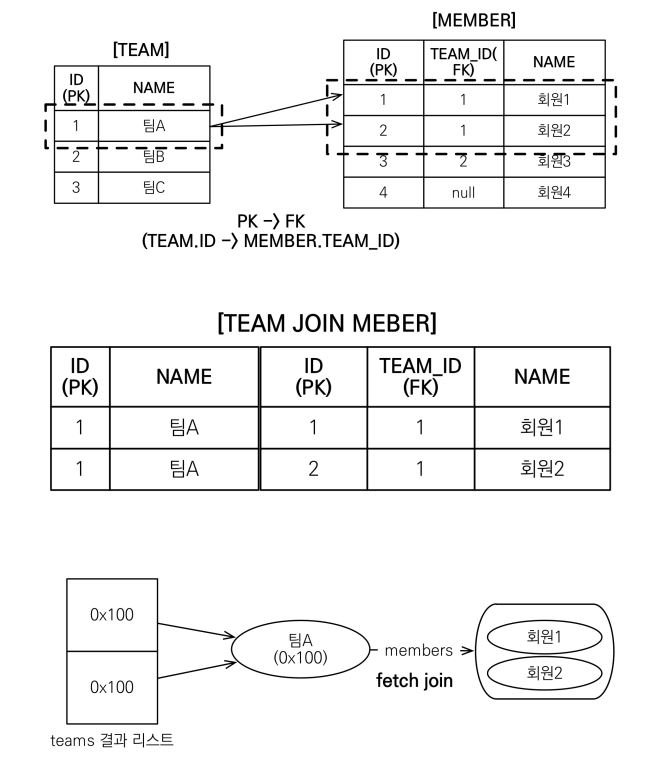 [TEAM]
ID
(PK)
NAME
1
팀A
2
팀B
3
팀C
[MEMBER]
ID
(PK)
TEAM_ID(
FK)
NAME
1
1
회원1
2
1
회원2
3
2
회원3
4
null
회원4
PK -> FK
(TEAM.ID -> MEMBER.TEAM_ID)
[TEAM JOIN MEBER]
ID
(PK)
NAME
ID
(PK)
TEAM_ID
(FK)
NAME
1
팀A
1
1
회원1
1
팀A
2
1
회원2
0x100
0x100
teams 결과 리스트
팀A
(0x100)
members
fetch join
회원1
회원2